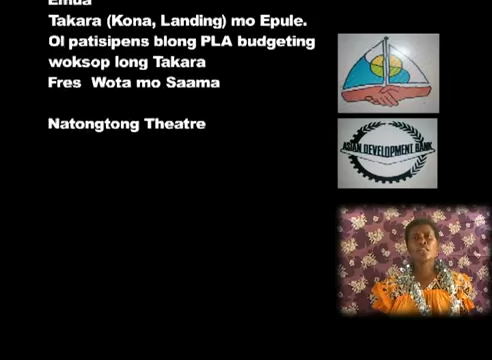 Emua
Takara (Kona, Landing) mo Epule.
Ol patisipens blong PLA budgeting
woksop long Takara
Fres Wota mo Saama
Natongtong Theatre
ASIAN DEVELOPMENT BANK